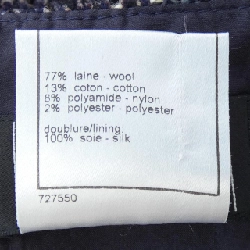 77% laine - wool
13% coton - cotton
8% polyamide - nylon
2% polyester - polyester
doublure/lining
100% soie - silk
727550